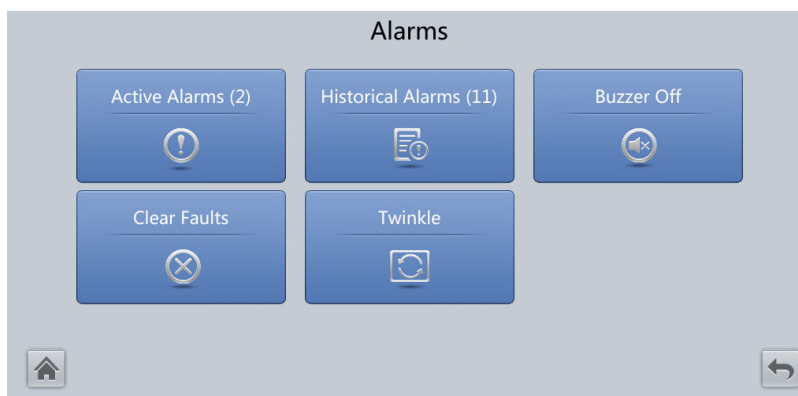 Alarms
Active Alarms (2)
Historical Alarms (11)
Buzzer Off
Clear Faults
Twinkle